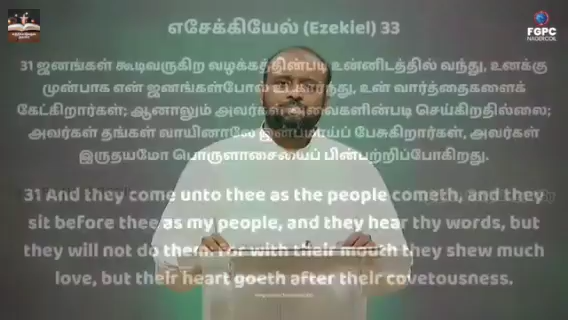 எசேக்கியேல் (Ezekiel) 33
FGPC
NAGERCOIL
31 ஜனங்கள் கூடிவருகிற வழக்கத்தின்படி உன்னிடத்தில் வந்து, உனக்கு
முன்பாக என் ஜனங்கள்போல் உட்கார்ந்து, உன் வார்த்தைகளைக்
கேட்கிறார்கள்; ஆனாலும் அவர்கள் அவைகளின்படி செய்கிறதில்லை;
அவர்கள் தங்கள் வாயினாலே இன்பமாய்ப் பேசுகிறார்கள், அவர்கள்
இருதயமோ பொருளாசையைப் பின்பற்றிப்போகிறது.
31 And they come unto thee as the people cometh, and they
sit before thee as my people, and they hear thy words, but
they will not do them: for with their mouth they shew much
love, but their heart goeth after their covetousness.